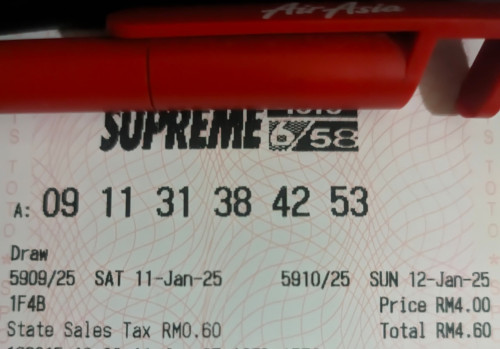 AirAsia
SUPREME 6/58
A: 09 11 31 38 42 53
Draw
5909/25 SAT 11-Jan-25 5910/25 SUN 12-Jan-25
1F4B Price RM4.00
State Sales Tax RM0.60 Total RM4.60